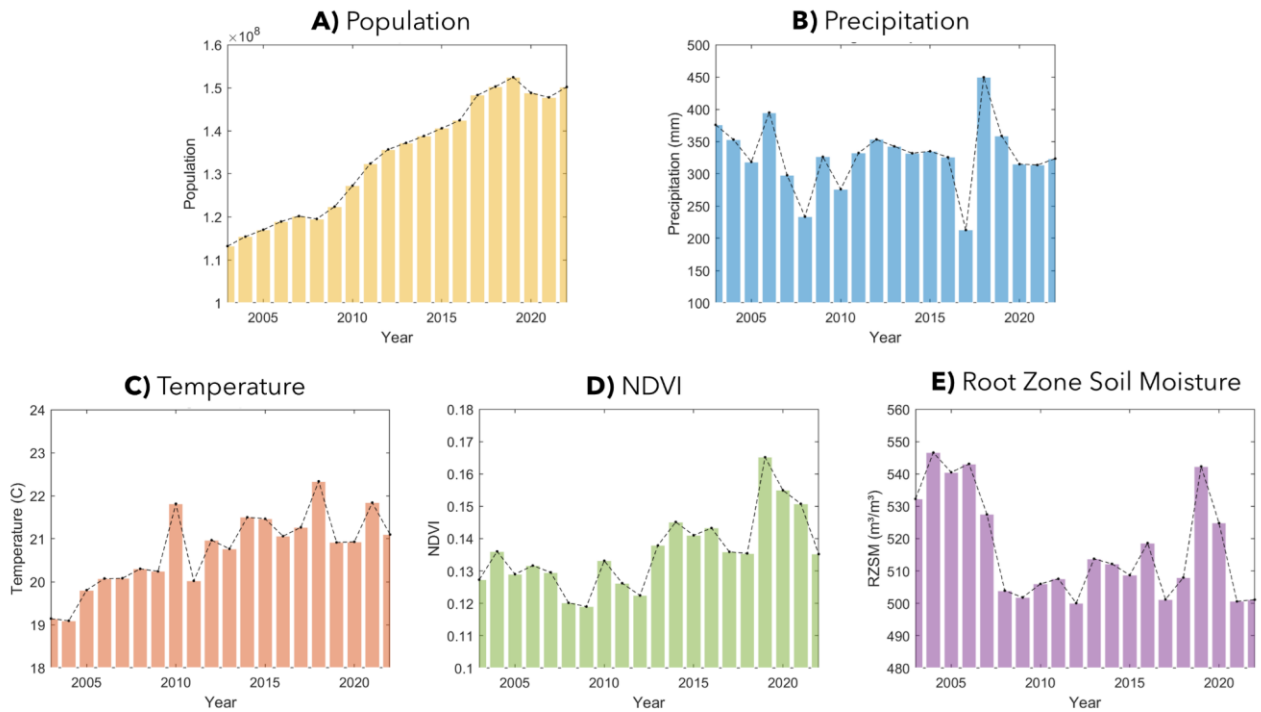 A) Population
×10⁸
1.6
1.5
1.4
1.3
1.2
1.1
1
Population
2005 2010 2015 2020
Year
B) Precipitation
500
450
400
350
300
250
200
150
100
Precipitation (mm)
2005 2010 2015 2020
Year
C) Temperature
24
23
22
21
20
19
18
Temperature (C)
2005 2010 2015 2020
Year
D) NDVI
0.18
0.17
0.16
0.15
0.14
0.13
0.12
0.11
0.1
NDVI
2005 2010 2015 2020
Year
E) Root Zone Soil Moisture
560
550
540
530
520
510
500
490
480
RZSM (m³/m³)
2005 2010 2015 2020
Year